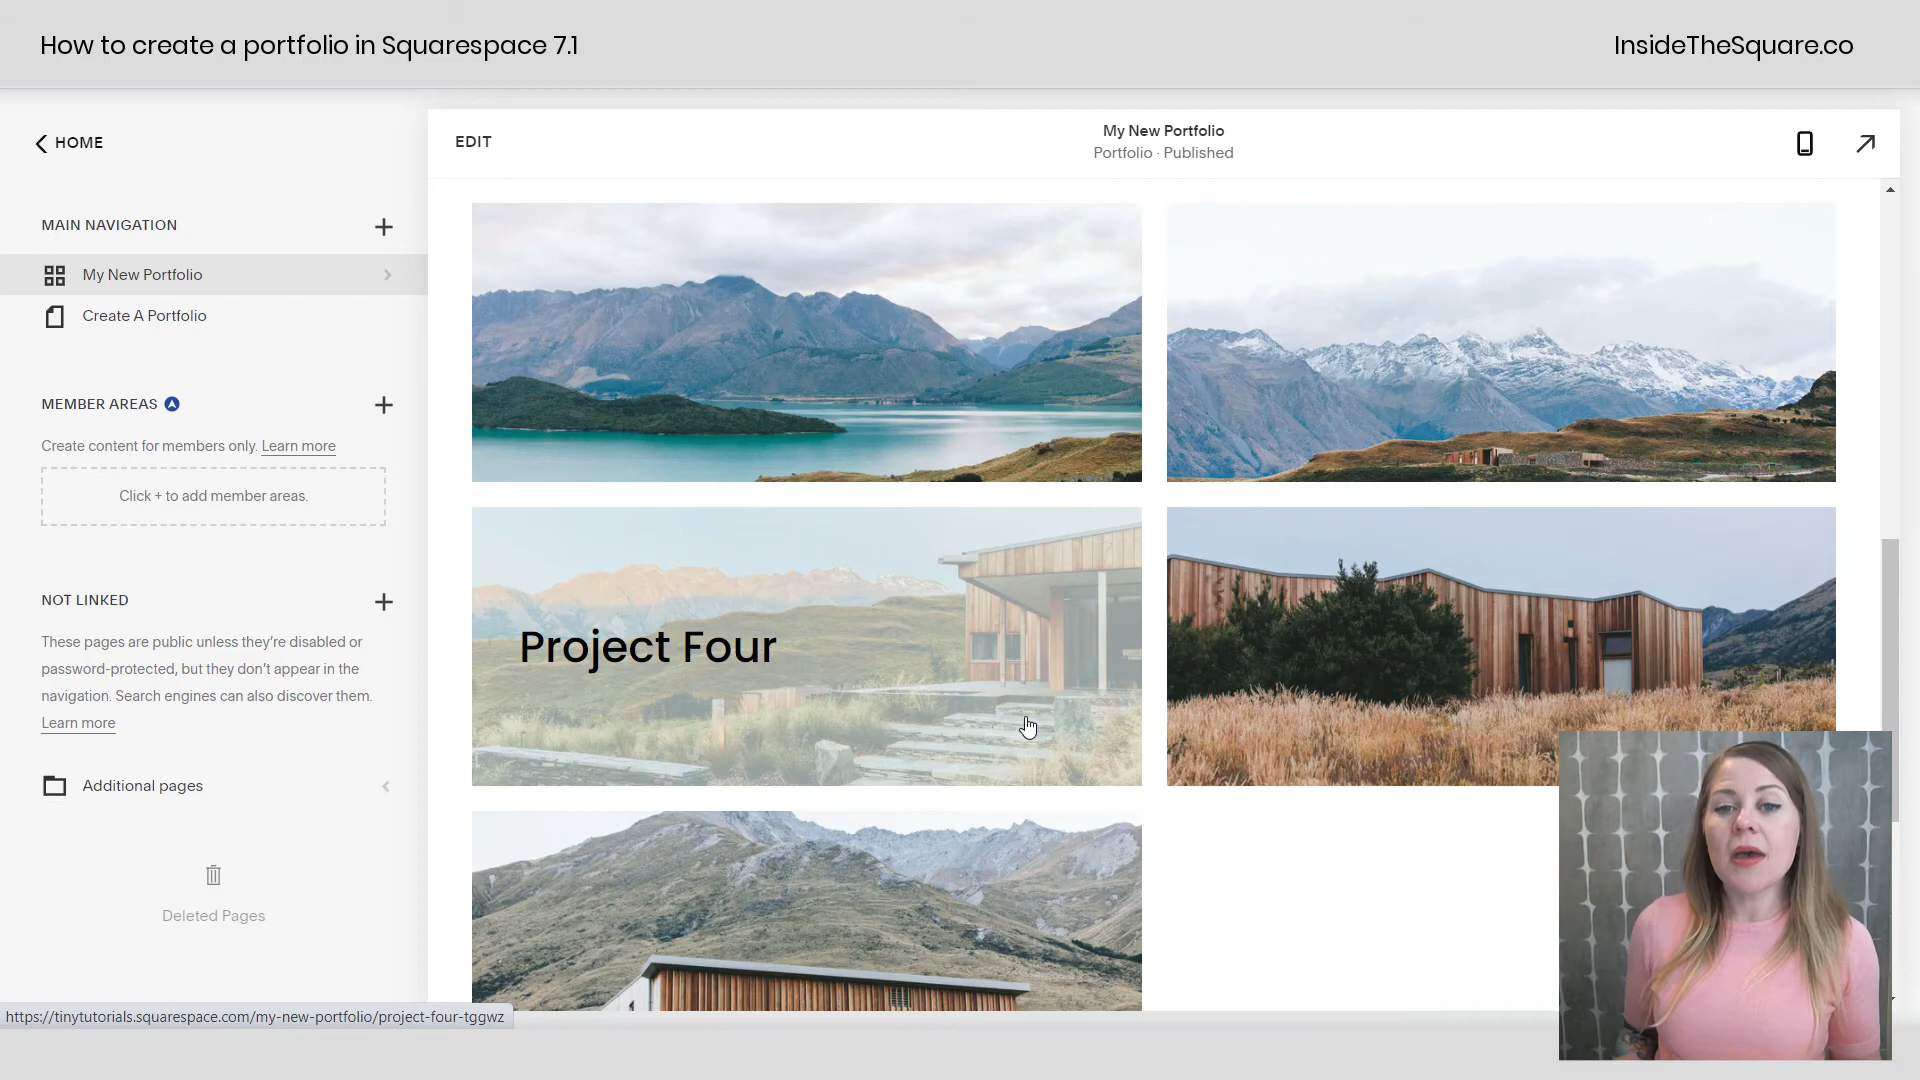 How to create a portfolio in Squarespace 7.1
InsideTheSquare.co
HOME
EDIT
My New Portfolio
Portfolio · Published
MAIN NAVIGATION
My New Portfolio
Create A Portfolio
MEMBER AREAS
Create content for members only. Learn more
Click + to add member areas.
NOT LINKED
These pages are public unless they’re disabled or
password-protected, but they don’t appear in the
navigation. Search engines can also discover them.
Learn more
Additional pages
Deleted Pages
Project Four
https://tinytutorials.squarespace.com/my-new-portfolio/project-four-tggwz